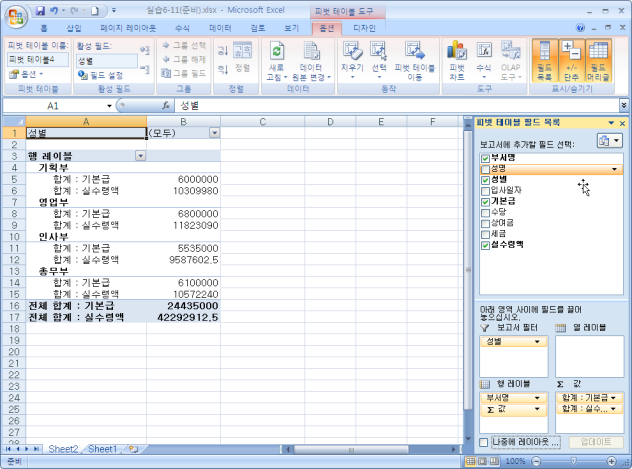 실습6-11(준비).xlsx - Microsoft Excel
피벗 테이블 도구
홈 삽입 페이지 레이아웃 수식 데이터 검토 보기 옵션 디자인
피벗 테이블 이름:
피벗 테이블4
옵션
피벗 테이블
활성 필드:
성별
필드 설정
활성 필드
그룹 선택
그룹 해제
그룹 필드
그룹
정렬
정렬
새로 고침
데이터 원본 변경
데이터
지우기
선택
피벗 테이블 이동
동작
피벗 차트
수식
OLAP 도구
도구
필드 목록
+/- 단추
필드 머리글
표시/숨기기
A1
fx
성별
A B C D E F
1 성별 (모두)
2
3 행 레이블
4 기획부
5 합계 : 기본급 6000000
6 합계 : 실수령액 10309980
7 영업부
8 합계 : 기본급 6800000
9 합계 : 실수령액 11823090
10 인사부
11 합계 : 기본급 5535000
12 합계 : 실수령액 9587602.5
13 총무부
14 합계 : 기본급 6100000
15 합계 : 실수령액 10572240
16 전체 합계 : 기본급 24435000
17 전체 합계 : 실수령액 42292912.5
18
19
20
21
22
23
24
25
26
27
28
피벗 테이블 필드 목록
보고서에 추가할 필드 선택:
부서명
성명
성별
입사일자
기본급
수당
상여금
세금
실수령액
아래 영역 사이에 필드를 끌어
놓으십시오.
보고서 필터
열 레이블
성별
행 레이블
Σ 값
부서명
합계 : 기본급
Σ 값
합계 : 실수...
나중에 레이아웃 ...
업데이트
Sheet2 Sheet1
준비
100%